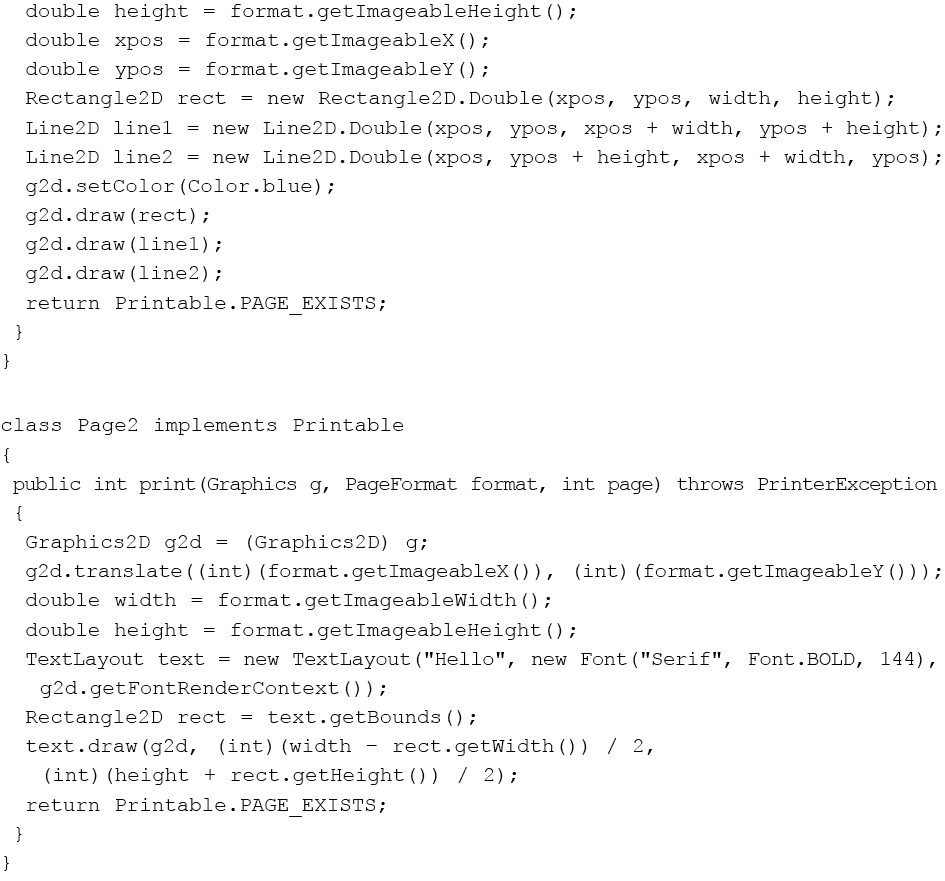 double height = format.getImageableHeight();
double xpos = format.getImageableX();
double ypos = format.getImageableY();
Rectangle2D rect = new Rectangle2D.Double(xpos, ypos, width, height);
Line2D line1 = new Line2D.Double(xpos, ypos, xpos + width, ypos + height);
Line2D line2 = new Line2D.Double(xpos, ypos + height, xpos + width, ypos);
g2d.setColor(Color.blue);
g2d.draw(rect);
g2d.draw(line1);
g2d.draw(line2);
return Printable.PAGE_EXISTS;
}
}
class Page2 implements Printable
{
public int print(Graphics g, PageFormat format, int page) throws PrinterException
{
Graphics2D g2d = (Graphics2D) g;
g2d.translate((int)(format.getImageableX()), (int)(format.getImageableY()));
double width = format.getImageableWidth();
double height = format.getImageableHeight();
TextLayout text = new TextLayout("Hello", new Font("Serif", Font.BOLD, 144),
g2d.getFontRenderContext());
Rectangle2D rect = text.getBounds();
text.draw(g2d, (int)(width – rect.getWidth()) / 2,
(int)(height + rect.getHeight()) / 2);
return Printable.PAGE_EXISTS;
}
}